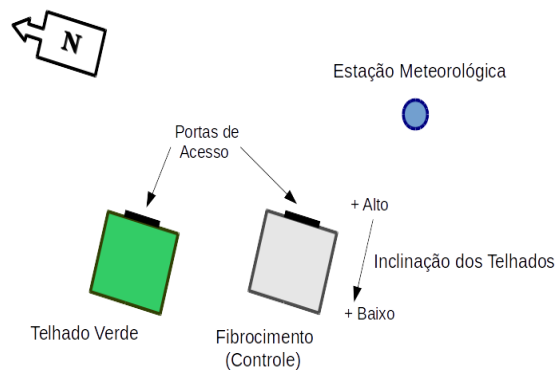 N
Estação Meteorológica
Portas de
Acesso
+ Alto
Inclinação dos Telhados
+ Baixo
Telhado Verde
Fibrocimento
(Controle)